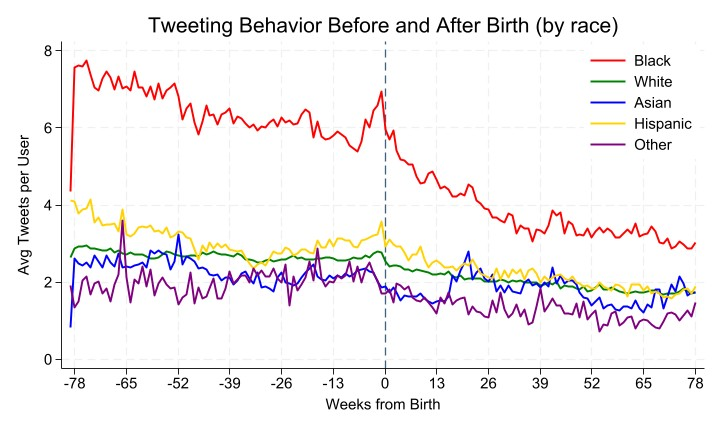 Tweeting Behavior Before and After Birth (by race)
Black
White
Asian
Hispanic
Other
8
6
4
2
0
Avg Tweets per User
-78 -65 -52 -39 -26 -13 0 13 26 39 52 65 78
Weeks from Birth